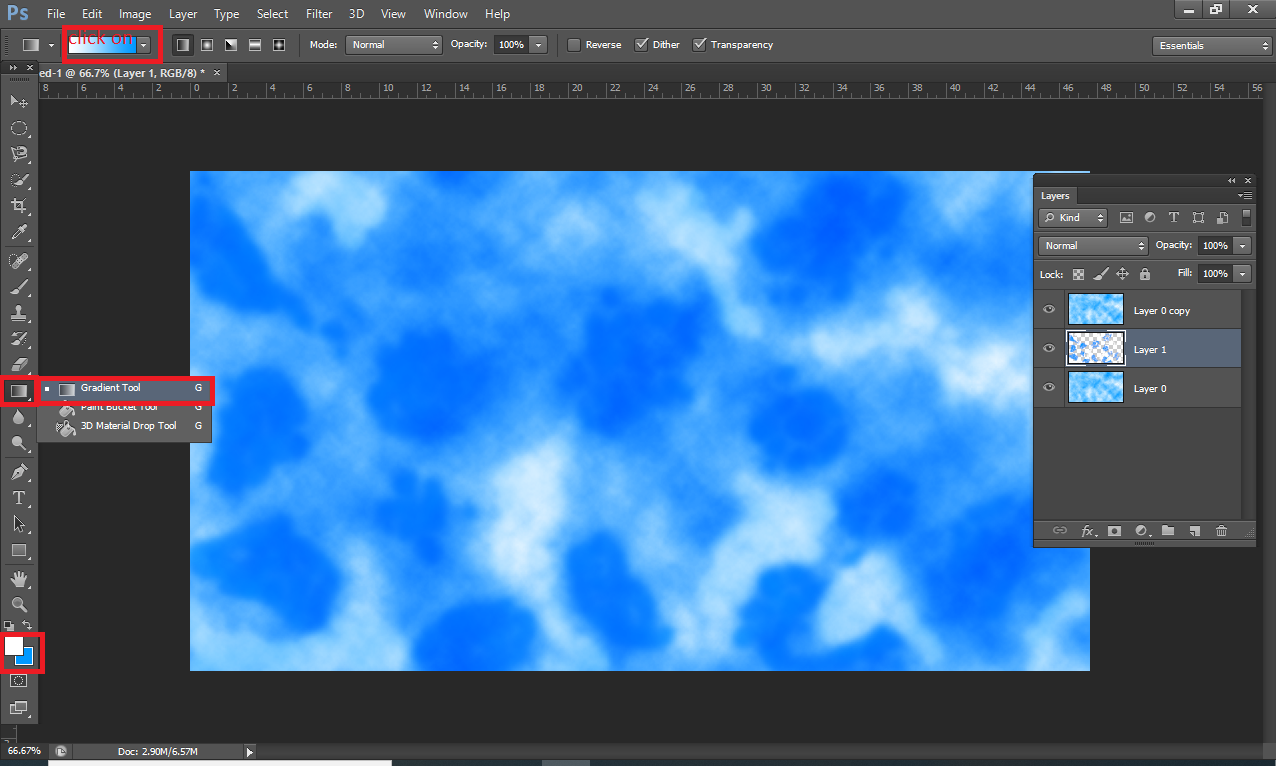 Ps File Edit Image Layer Type Select Filter 3D View Window Help
click on
Mode: Normal Opacity: 100% Reverse Dither Transparency Essentials
ed-1 @ 66.7% (Layer 1, RGB/8) * ×
8 6 4 2 0 2 4 6 8 10 12 14 16 18 20 22 24 26 28 30 32 34 36 38 40 42 44 46 48 50 52 54 56
Layers
Kind
Normal Opacity: 100%
Lock: Fill: 100%
Layer 0 copy
Layer 1
Layer 0
fx
Gradient Tool G
Paint Bucket Tool G
3D Material Drop Tool G
T
66.67% Doc: 2.90M/6.57M